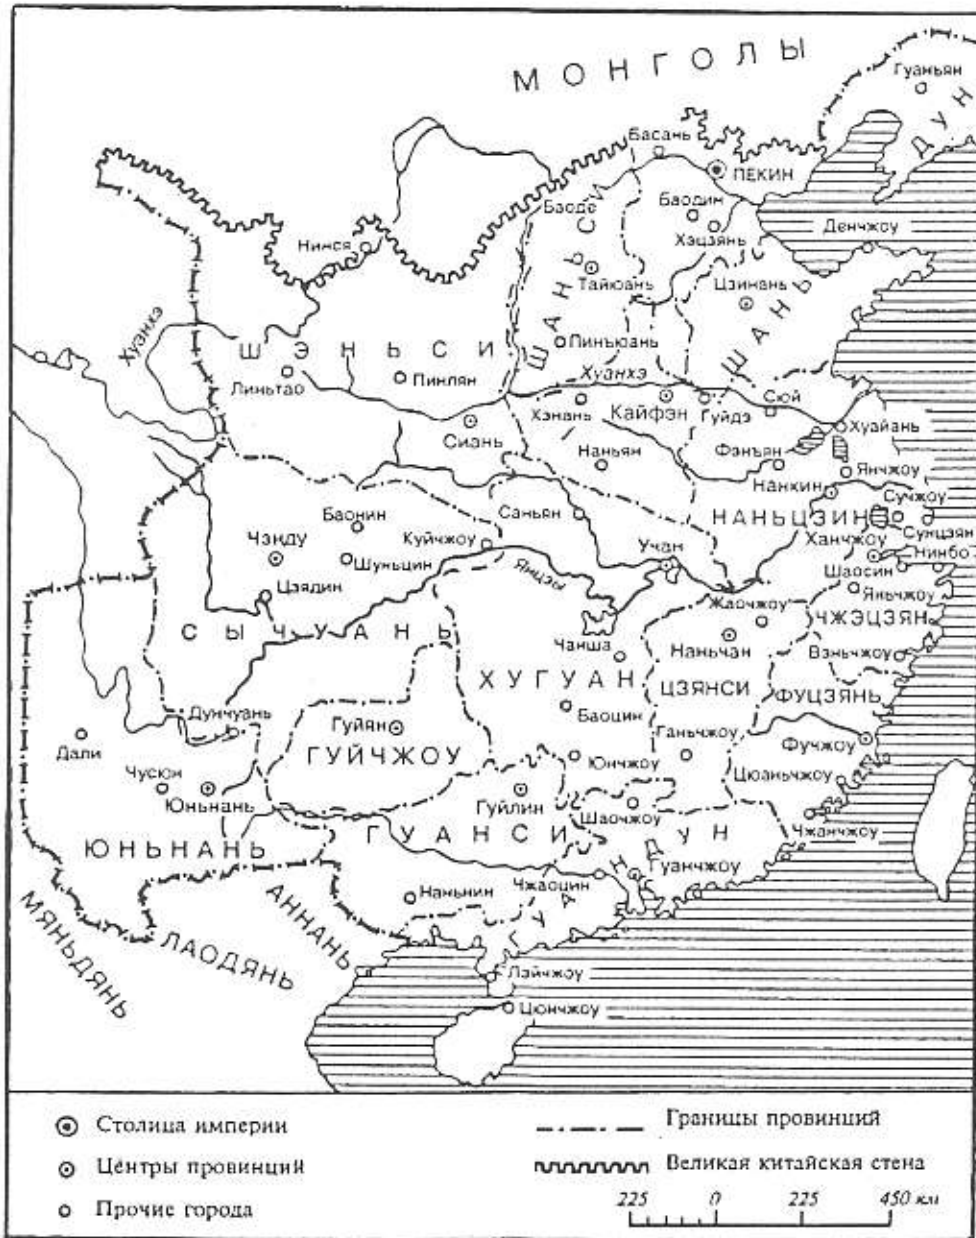 МОНГОЛЫ
Гуаньян
ДУН
Басань
ПЕКИН
Баодэ
Баодин
Хэцзянь
Денчжоу
Нинся
ШАНЬСИ
Тайюань
Цзинань
ШАНЬ
Хуанхэ
ШЭНЬСИ
Пинъюань
Линьтао
Пинлян
Хуанхэ
Хэнань
Кайфэн
Гуйдэ
Сюй
Хуайань
Сиань
Наньян
Фэнъян
Янчжоу
Нанкин
Сучжоу
Баонин
Саньян
НАНЬЦЗИН
Сунцзян
Чэнду
Куйчжоу
Учан
Ханчжоу
Нинбо
Шуньцин
Янцзы
Шаосин
Цзядин
Яньчжоу
Жаочжоу
ЧЖЭЦЗЯН
СЫЧУАНЬ
Чанша
Наньчан
Вэньчжоу
ХУГУАН
ЦЗЯНСИ
ФУЦЗЯНЬ
Дунчуань
Гуйян
Баоцин
Ганьчжоу
Фучжоу
Дали
ГУЙЧЖОУ
Юнчжоу
Цюаньчжоу
Чусюн
Юньнань
Гуйлин
Шаочжоу
Чжанчжоу
ЮНЬНАНЬ
ГУАНСИ
ГУАНДУН
Гуанчжоу
Чжаоцин
Наньнин
МЯНЬДЯНЬ
ЛАОДЯНЬ
АННАНЬ
Лэйчжоу
Цюнчжоу
Столица империи
Центры провинций
Прочие города
Границы провинций
Великая китайская стена
225 0 225 450 км